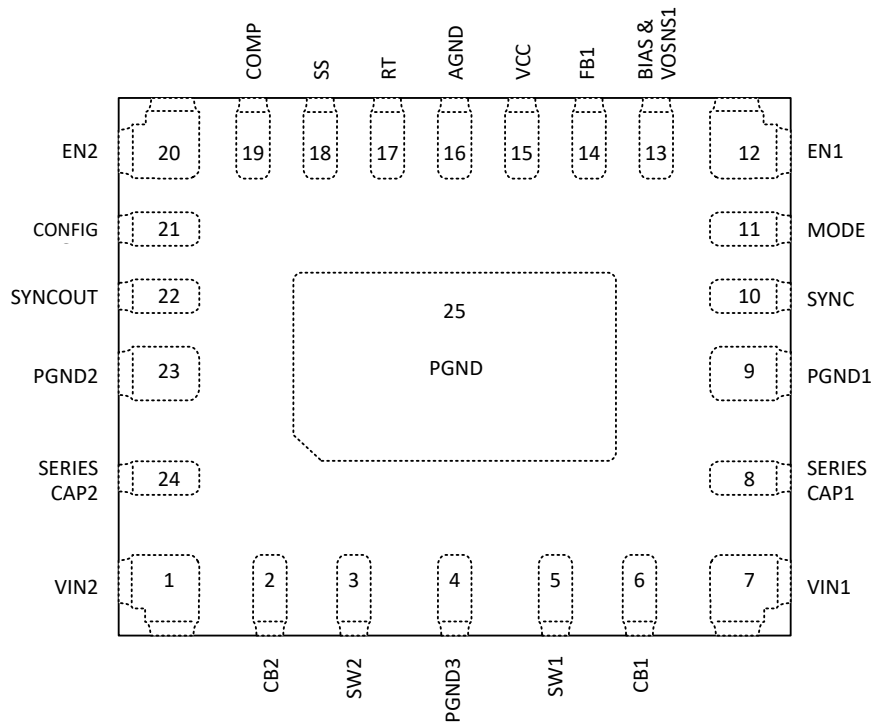 COMP
SS
RT
AGND
VCC
FB1
BIAS &
VOSNS1
EN2
20
19
18
17
16
15
14
13
12
EN1
CONFIG
21
11
MODE
SYNCOUT
22
10
SYNC
25
PGND
PGND2
23
9
PGND1
SERIES
CAP2
24
8
SERIES
CAP1
VIN2
1
2
3
4
5
6
7
VIN1
CB2
SW2
PGND3
SW1
CB1